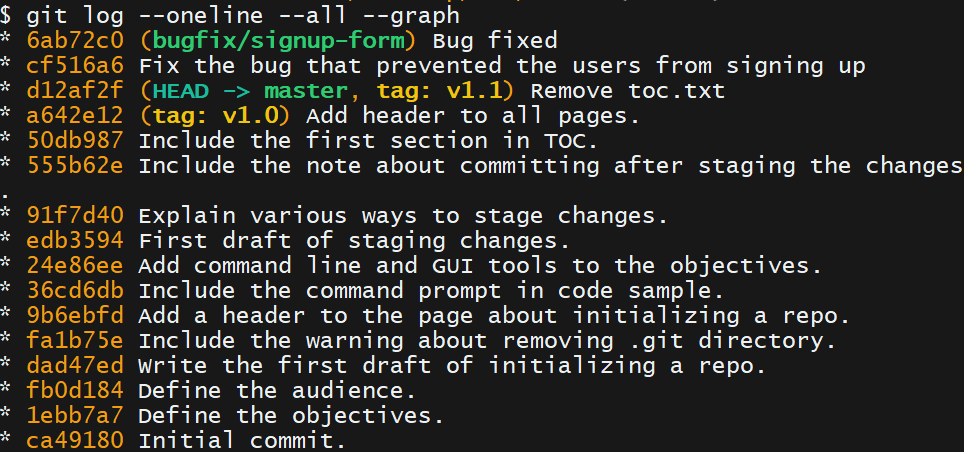 $ git log --oneline --all --graph
* 6ab72c0 (bugfix/signup-form) Bug fixed
* cf516a6 Fix the bug that prevented the users from signing up
* d12af2f (HEAD -> master, tag: v1.1) Remove toc.txt
* a642e12 (tag: v1.0) Add header to all pages.
* 50db987 Include the first section in TOC.
* 555b62e Include the note about committing after staging the changes
.
* 91f7d40 Explain various ways to stage changes.
* edb3594 First draft of staging changes.
* 24e86ee Add command line and GUI tools to the objectives.
* 36cd6db Include the command prompt in code sample.
* 9b6ebfd Add a header to the page about initializing a repo.
* fa1b75e Include the warning about removing .git directory.
* dad47ed Write the first draft of initializing a repo.
* fb0d184 Define the audience.
* 1ebb7a7 Define the objectives.
* ca49180 Initial commit.